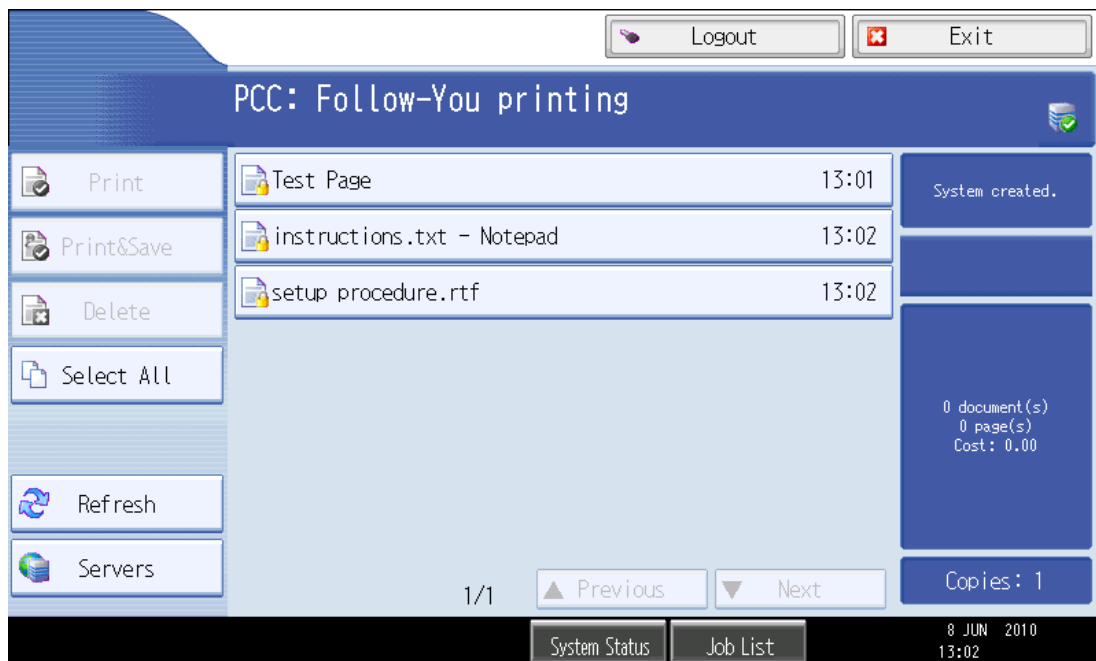 Logout
Exit
PCC: Follow-You printing
Print
Print&Save
Delete
Select All
Refresh
Servers
Test Page 13:01
instructions.txt - Notepad 13:02
setup procedure.rtf 13:02
1/1
Previous
Next
System created.
0 document(s)
0 page(s)
Cost: 0.00
Copies: 1
System Status
Job List
8 JUN 2010
13:02